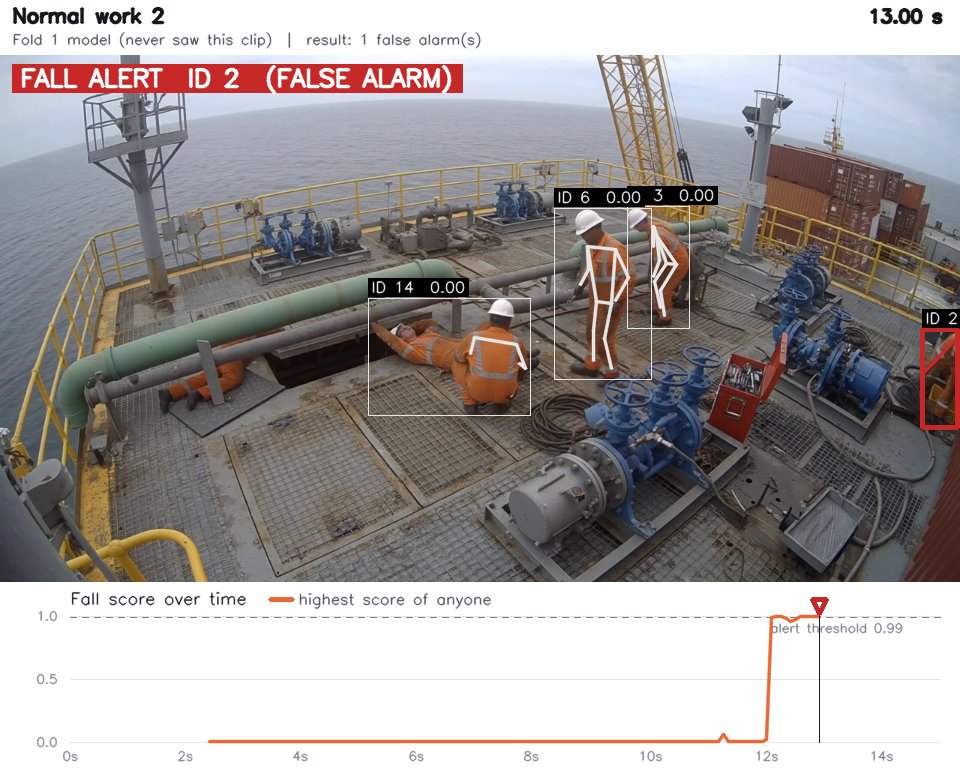 Normal work 2
13.00 s
Fold 1 model (never saw this clip) | result: 1 false alarm(s)
FALL ALERT ID 2 (FALSE ALARM)
ID 6 0.00
3 0.00
ID 14 0.00
ID 2
Fall score over time
highest score of anyone
1.0
alert threshold 0.99
0.5
0.0
0s 2s 4s 6s 8s 10s 12s 14s